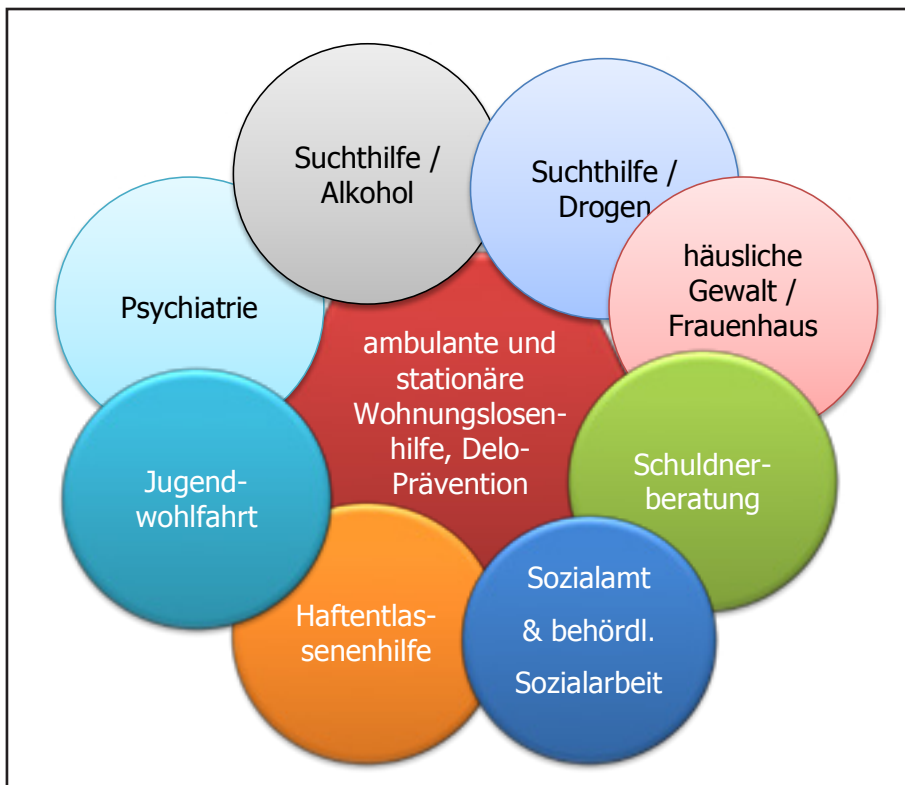 Suchthilfe /
Alkohol
Suchthilfe /
Drogen
häusliche
Gewalt /
Frauenhaus
Psychiatrie
ambulante und
stationäre
Wohnungslosen-
hilfe, Delo-
Prävention
Schuldner-
beratung
Jugend-
wohlfahrt
Haftentlas-
senenhilfe
Sozialamt
& behördl.
Sozialarbeit